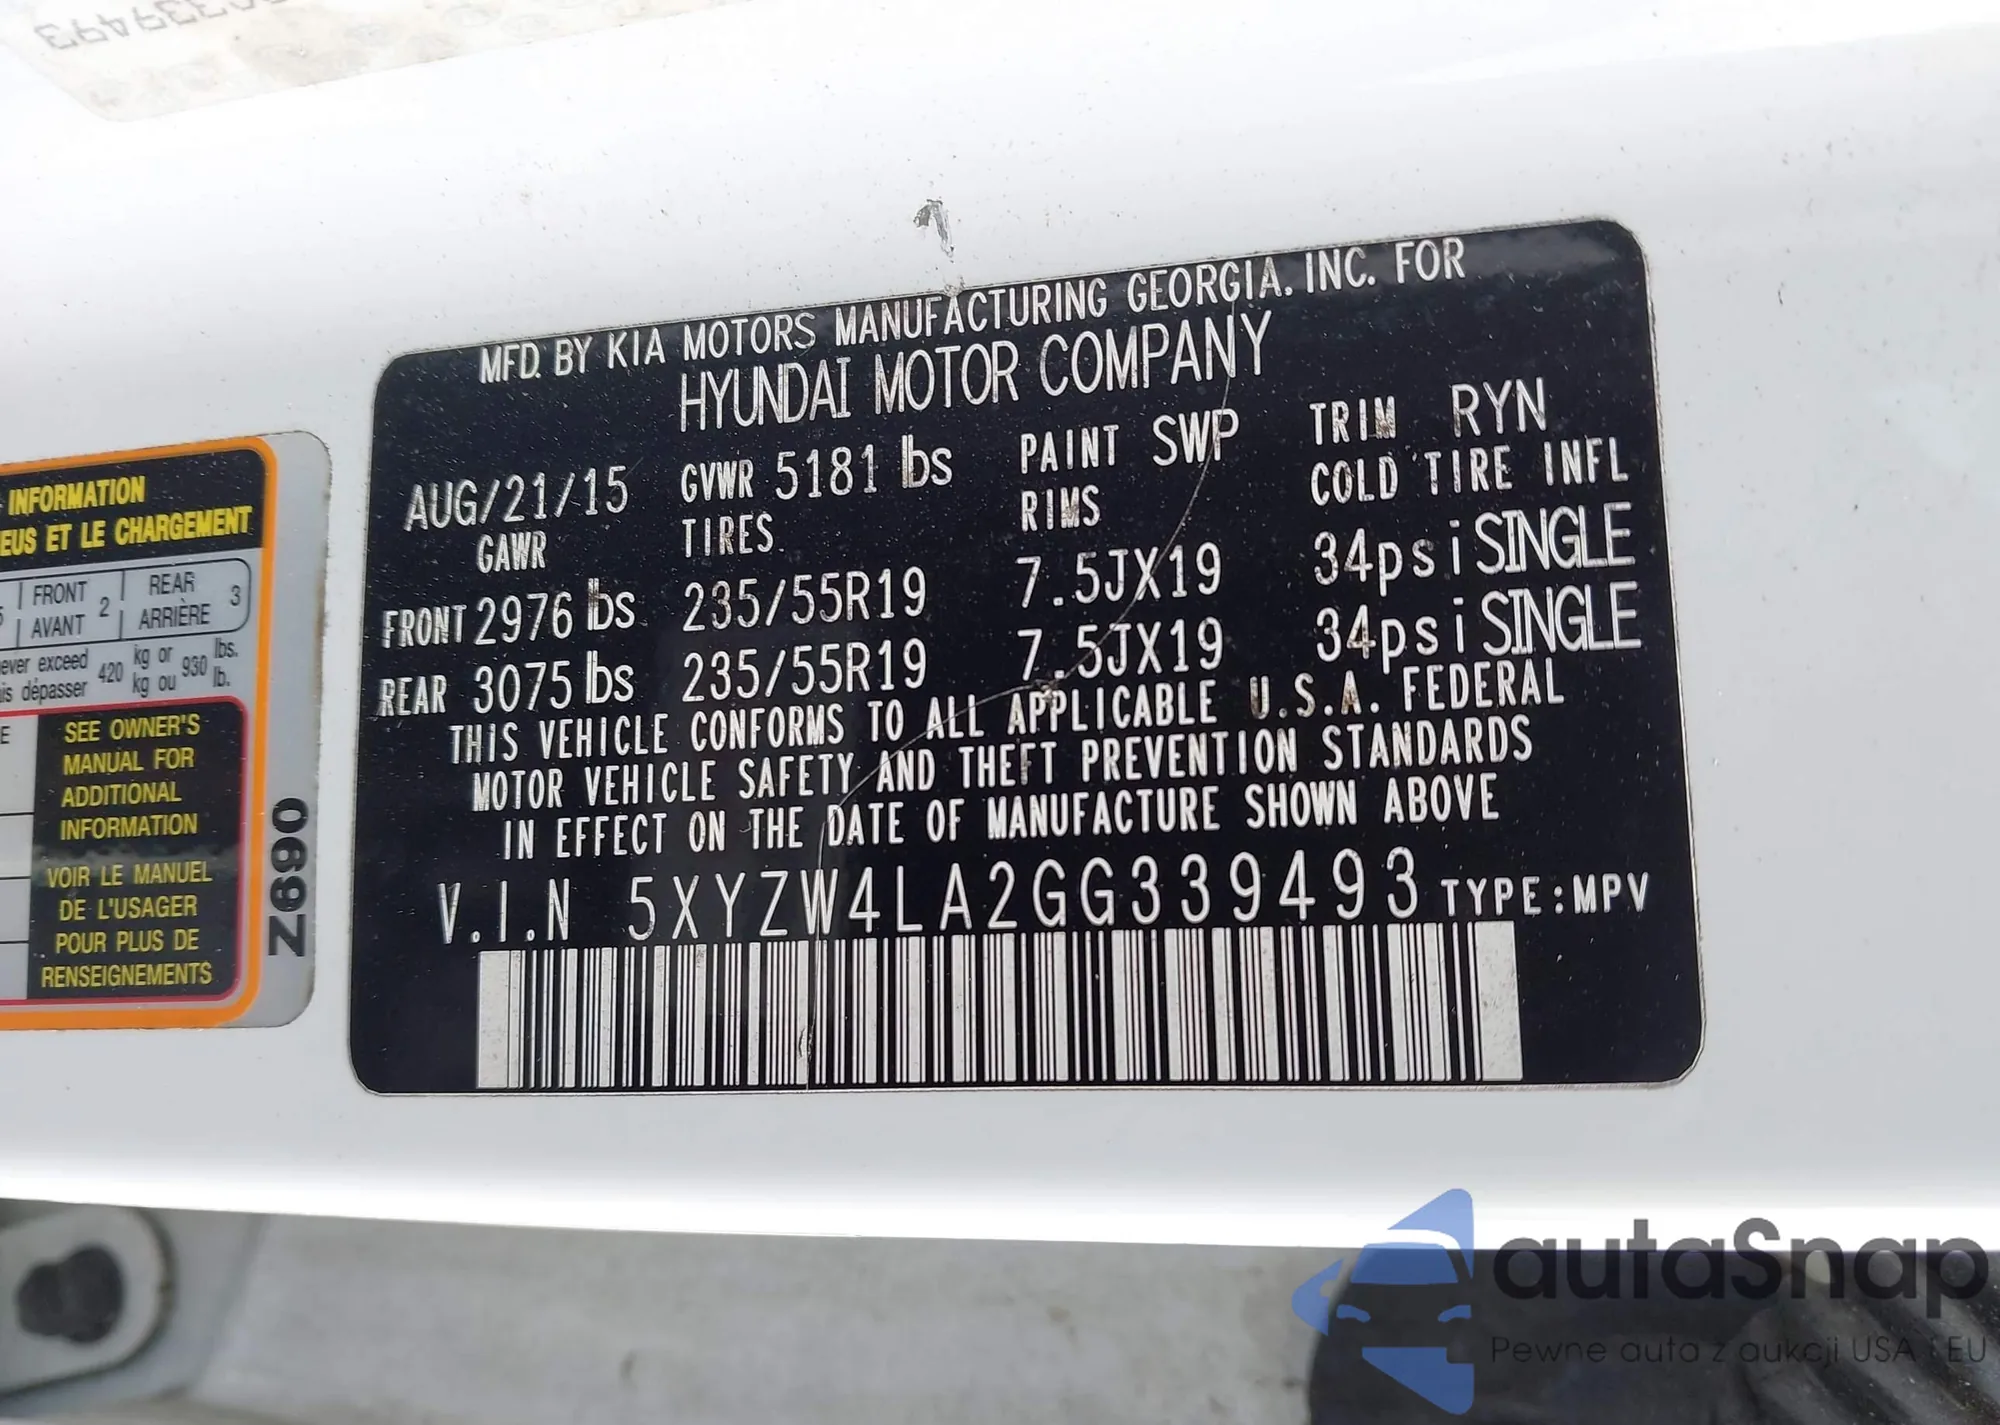 339493
MFD. BY KIA MOTORS MANUFACTURING GEORGIA. INC. FOR
HYUNDAI MOTOR COMPANY
AUG/21/15 GVWR 5181 lbs PAINT SWP TRIM RYN
GAWR TIRES RIMS COLD TIRE INFL
FRONT 2976 lbs 235/55R19 7.5JX19 34psi SINGLE
REAR 3075 lbs 235/55R19 7.5JX19 34psi SINGLE
THIS VEHICLE CONFORMS TO ALL APPLICABLE U.S.A. FEDERAL
MOTOR VEHICLE SAFETY AND THEFT PREVENTION STANDARDS
IN EFFECT ON THE DATE OF MANUFACTURE SHOWN ABOVE
V.I.N 5XYZW4LA2GG339493 TYPE:MPV
INFORMATION
ET LE CHARGEMENT
FRONT 2 REAR 3
AVANT ARRIÈRE
exceed 420 kg or 930 lbs.
dépasser kg ou lb.
SEE OWNER'S
MANUAL FOR
ADDITIONAL
INFORMATION
VOIR LE MANUEL
DE L'USAGER
POUR PLUS DE
RENSEIGNEMENTS
Z690
autaSnap
Pewne auta z aukcji USA i EU